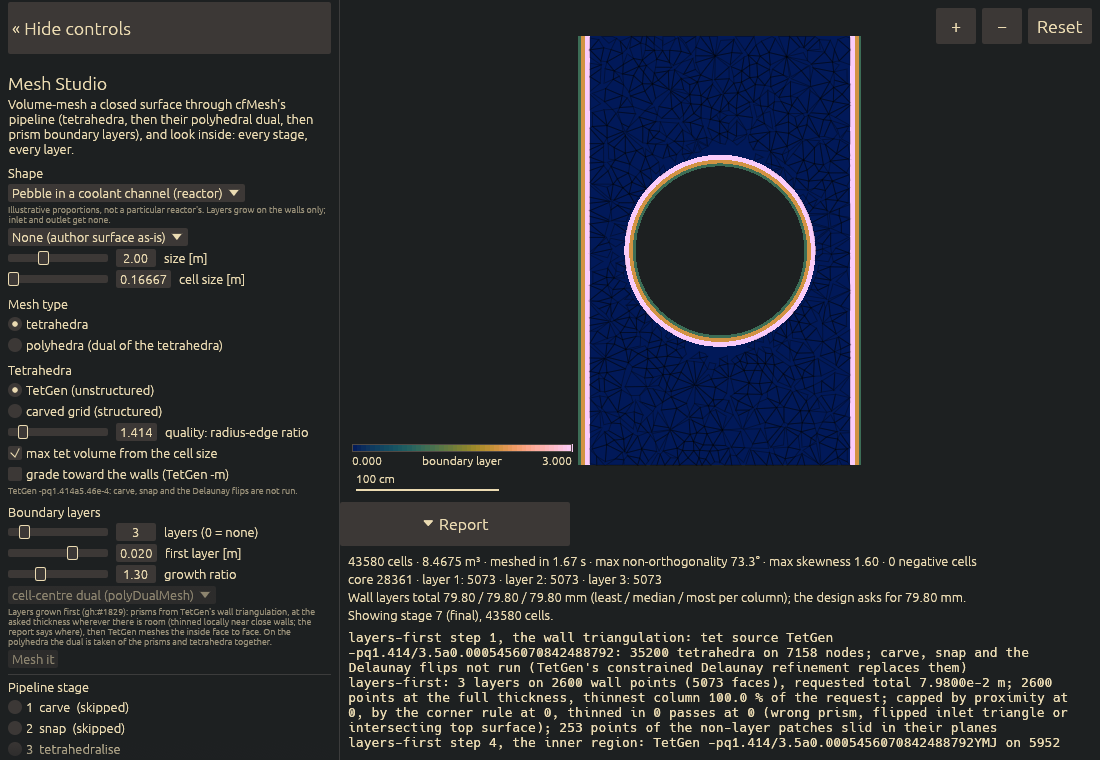 « Hide controls
Mesh Studio
Volume-mesh a closed surface through cfMesh's
pipeline (tetrahedra, then their polyhedral dual, then
prism boundary layers), and look inside: every stage,
every layer.
Shape
Pebble in a coolant channel (reactor)
Illustrative proportions, not a particular reactor's. Layers grow on the walls only;
inlet and outlet get none.
None (author surface as-is)
2.00 size [m]
0.16667 cell size [m]
Mesh type
tetrahedra
polyhedra (dual of the tetrahedra)
Tetrahedra
TetGen (unstructured)
carved grid (structured)
1.414 quality: radius-edge ratio
max tet volume from the cell size
grade toward the walls (TetGen -m)
TetGen -pq1.414a5.46e-4: carve, snap and the Delaunay flips are not run.
Boundary layers
3 layers (0 = none)
0.020 first layer [m]
1.30 growth ratio
cell-centre dual (polyDualMesh)
Layers grown first (gh:#1829): prisms from TetGen's wall triangulation, at the
asked thickness wherever there is room (thinned locally near close walls; the
report says where), then TetGen meshes the inside face to face. On the
polyhedra the dual is taken of the prisms and tetrahedra together.
Mesh it
Pipeline stage
1 carve (skipped)
2 snap (skipped)
3 tetrahedralise
+
−
Reset
0.000 boundary layer 3.000
100 cm
Report
43580 cells · 8.4675 m³ · meshed in 1.67 s · max non-orthogonality 73.3° · max skewness 1.60 · 0 negative cells
core 28361 · layer 1: 5073 · layer 2: 5073 · layer 3: 5073
Wall layers total 79.80 / 79.80 / 79.80 mm (least / median / most per column); the design asks for 79.80 mm.
Showing stage 7 (final), 43580 cells.
layers-first step 1, the wall triangulation: tet source TetGen
-pq1.414/3.5a0.0005456070842488792: 35200 tetrahedra on 7158 nodes; carve, snap and the
Delaunay flips not run (TetGen's constrained Delaunay refinement replaces them)
layers-first: 3 layers on 2600 wall points (5073 faces), requested total 7.9800e-2 m; 2600
points at the full thickness, thinnest column 100.0 % of the request; capped by proximity at
0, by the corner rule at 0, thinned in 0 passes at 0 (wrong prism, flipped inlet triangle or
intersecting top surface); 253 points of the non-layer patches slid in their planes
layers-first step 4, the inner region: TetGen -pq1.414/3.5a0.0005456070842488792YMJ on 5952